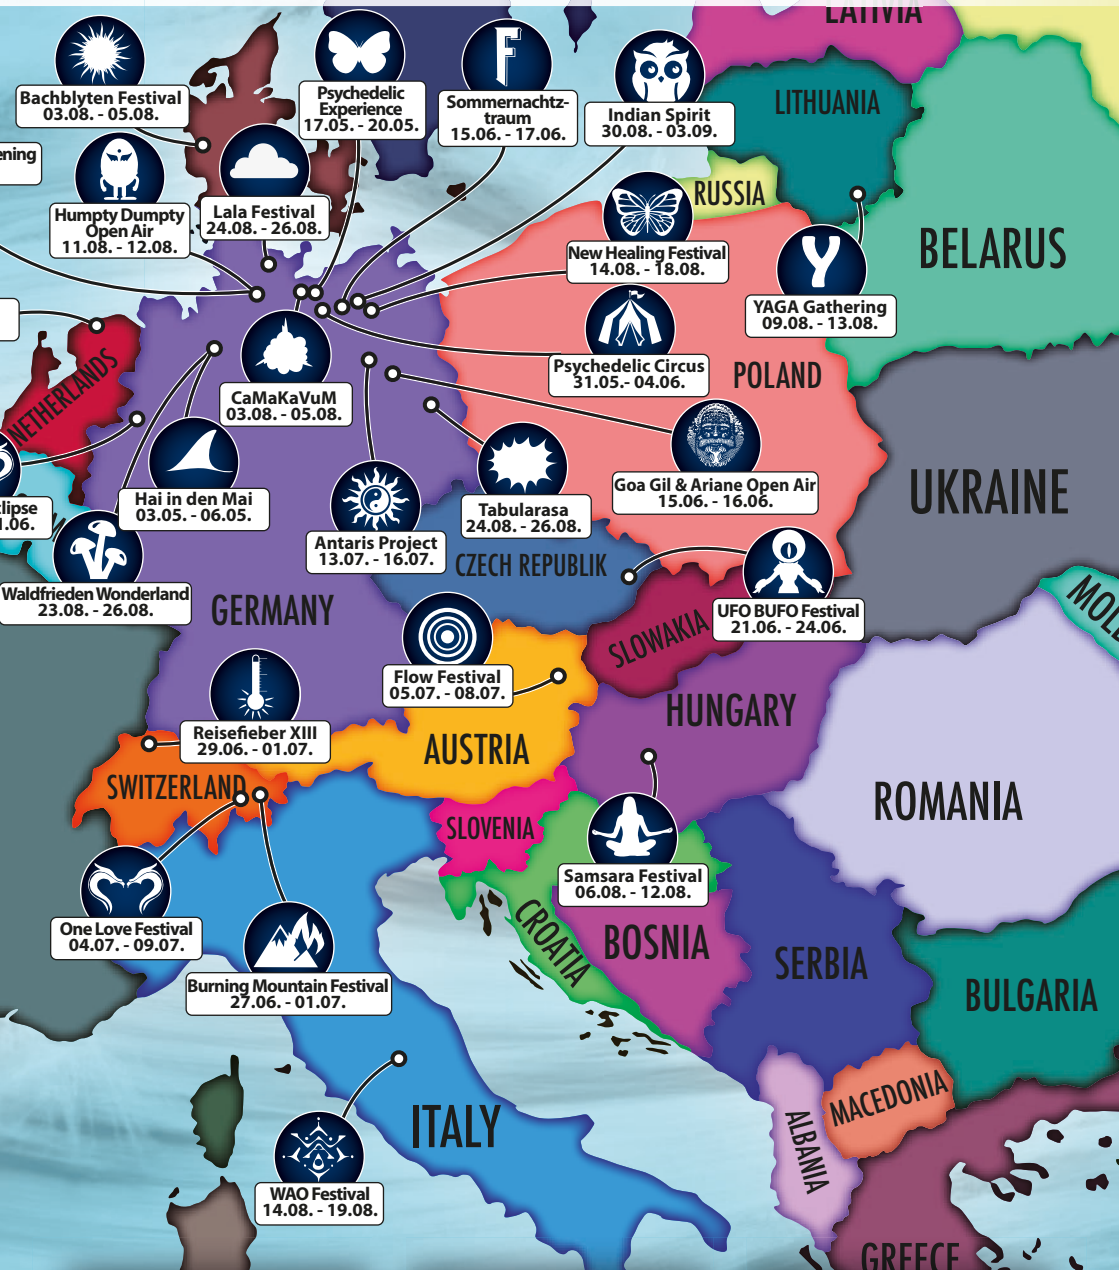 LATIVIA
Bachblyten Festival
03.08. - 05.08.
Psychedelic
Experience
17.05. - 20.05.
Sommernachtz-
traum
15.06. - 17.06.
Indian Spirit
30.08. - 03.09.
LITHUANIA
ening
Humpty Dumpty
Open Air
11.08. - 12.08.
Lala Festival
24.08. - 26.08.
RUSSIA
New Healing Festival
14.08. - 18.08.
BELARUS
YAGA Gathering
09.08. - 13.08.
Psychedelic Circus
31.05.- 04.06.
POLAND
NETHERLANDS
CaMaKaVuM
03.08. - 05.08.
Goa Gil & Ariane Open Air
15.06. - 16.06.
UKRAINE
clipse
1.06.
Hai in den Mai
03.05. - 06.05.
Tabularasa
24.08. - 26.08.
Antaris Project
13.07. - 16.07.
CZECH REPUBLIK
Waldfrieden Wonderland
23.08. - 26.08.
GERMANY
UFO BUFO Festival
21.06. - 24.06.
SLOWAKIA
Flow Festival
05.07. - 08.07.
HUNGARY
Reisefieber XIII
29.06. - 01.07.
AUSTRIA
SWITZERLAND
ROMANIA
SLOVENIA
Samsara Festival
06.08. - 12.08.
One Love Festival
04.07. - 09.07.
CROATIA
BOSNIA
SERBIA
Burning Mountain Festival
27.06. - 01.07.
BULGARIA
MACEDONIA
ITALY
ALBANIA
WAO Festival
14.08. - 19.08.
GREECE